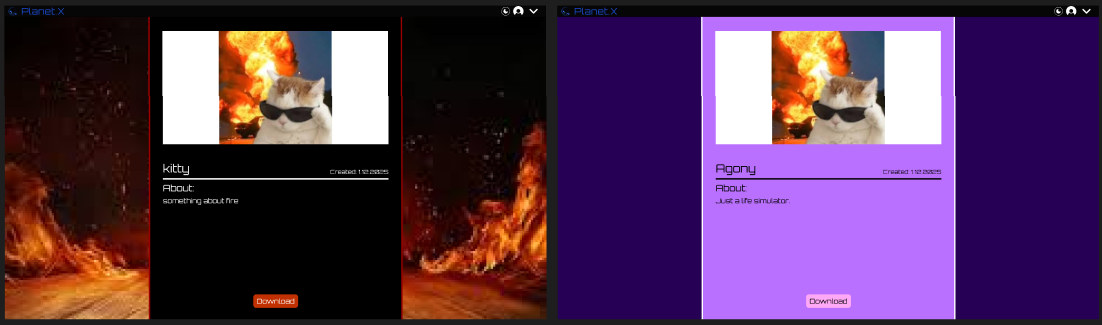 Planet X
kitty
Created: 1.12.2025
About:
something about fire
Download
Planet X
Agony
Created: 1.12.2025
About:
Just a life simulator.
Download